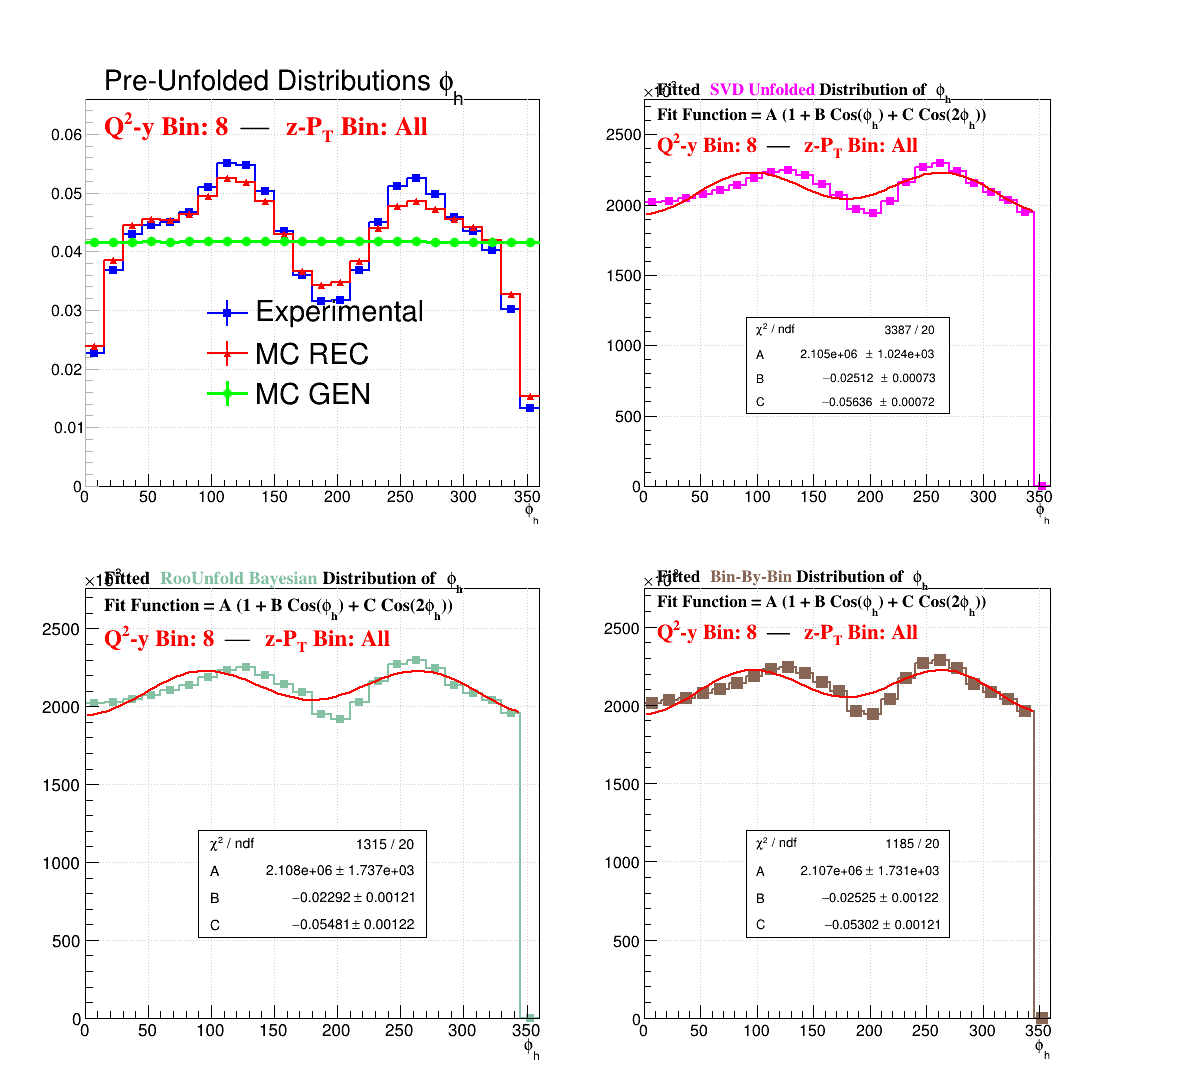 Pre-Unfolded Distributions ϕh
Q²-y Bin: 8 — z-PT Bin: All
0.06
0.05
0.04
0.03
0.02
0.01
0
Experimental
MC REC
MC GEN
0 50 100 150 200 250 300 350
ϕh
Fitted SVD Unfolded Distribution of ϕh
Fit Function = A (1 + B Cos(ϕh) + C Cos(2ϕh))
Q²-y Bin: 8 — z-PT Bin: All
2500
2000
1500
1000
500
0
χ² / ndf 3387 / 20
A 2.105e+06 ± 1.024e+03
B −0.02512 ± 0.00073
C −0.05636 ± 0.00072
0 50 100 150 200 250 300 350
ϕh
Fitted RooUnfold Bayesian Distribution of ϕh
Fit Function = A (1 + B Cos(ϕh) + C Cos(2ϕh))
Q²-y Bin: 8 — z-PT Bin: All
2500
2000
1500
1000
500
0
χ² / ndf 1315 / 20
A 2.108e+06 ± 1.737e+03
B −0.02292 ± 0.00121
C −0.05481 ± 0.00122
0 50 100 150 200 250 300 350
ϕh
Fitted Bin-By-Bin Distribution of ϕh
Fit Function = A (1 + B Cos(ϕh) + C Cos(2ϕh))
Q²-y Bin: 8 — z-PT Bin: All
2500
2000
1500
1000
500
0
χ² / ndf 1185 / 20
A 2.107e+06 ± 1.731e+03
B −0.02525 ± 0.00122
C −0.05302 ± 0.00121
0 50 100 150 200 250 300 350
ϕh